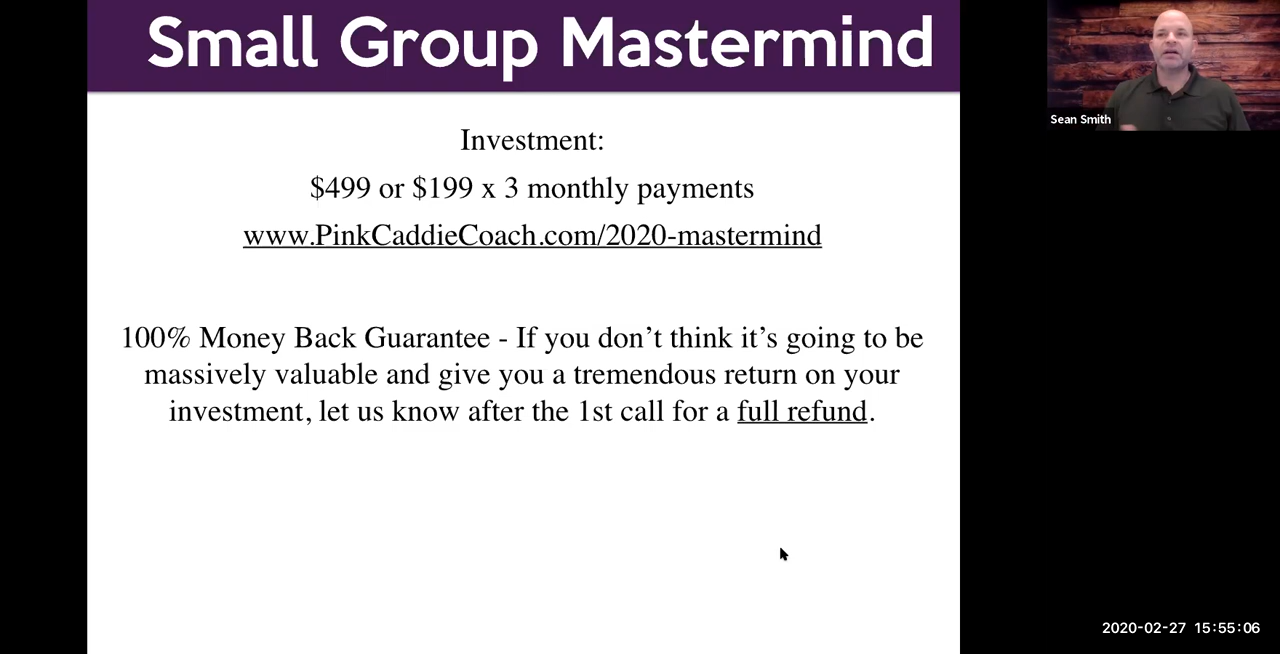 Small Group Mastermind
Sean Smith
Investment:
$499 or $199 x 3 monthly payments
www.PinkCaddieCoach.com/2020-mastermind
100% Money Back Guarantee - If you don’t think it’s going to be
massively valuable and give you a tremendous return on your
investment, let us know after the 1st call for a full refund.
2020-02-27 15:55:06